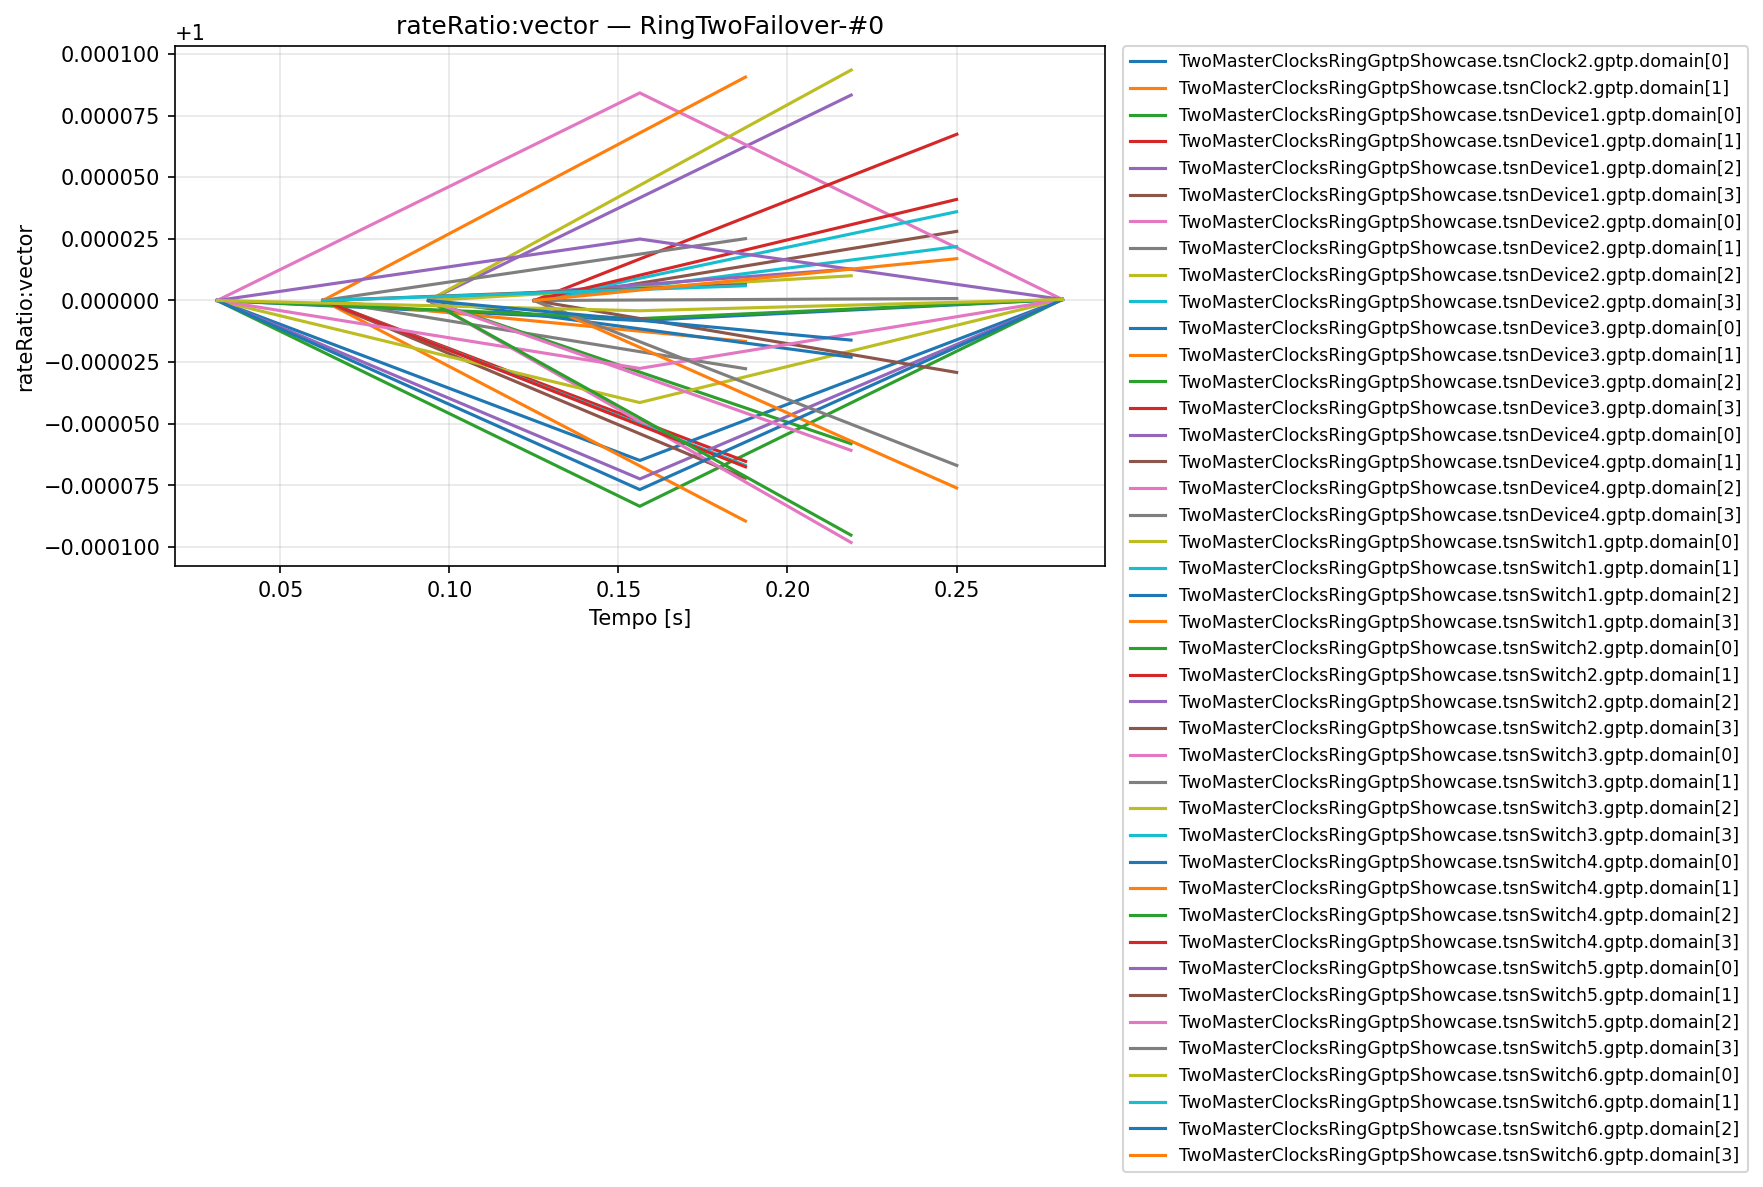 rateRatio:vector — RingTwoFailover-#0
+1
0.000100
0.000075
0.000050
0.000025
0.000000
−0.000025
−0.000050
−0.000075
−0.000100
rateRatio:vector
0.05 0.10 0.15 0.20 0.25
Tempo [s]
TwoMasterClocksRingGptpShowcase.tsnClock2.gptp.domain[0]
TwoMasterClocksRingGptpShowcase.tsnClock2.gptp.domain[1]
TwoMasterClocksRingGptpShowcase.tsnDevice1.gptp.domain[0]
TwoMasterClocksRingGptpShowcase.tsnDevice1.gptp.domain[1]
TwoMasterClocksRingGptpShowcase.tsnDevice1.gptp.domain[2]
TwoMasterClocksRingGptpShowcase.tsnDevice1.gptp.domain[3]
TwoMasterClocksRingGptpShowcase.tsnDevice2.gptp.domain[0]
TwoMasterClocksRingGptpShowcase.tsnDevice2.gptp.domain[1]
TwoMasterClocksRingGptpShowcase.tsnDevice2.gptp.domain[2]
TwoMasterClocksRingGptpShowcase.tsnDevice2.gptp.domain[3]
TwoMasterClocksRingGptpShowcase.tsnDevice3.gptp.domain[0]
TwoMasterClocksRingGptpShowcase.tsnDevice3.gptp.domain[1]
TwoMasterClocksRingGptpShowcase.tsnDevice3.gptp.domain[2]
TwoMasterClocksRingGptpShowcase.tsnDevice3.gptp.domain[3]
TwoMasterClocksRingGptpShowcase.tsnDevice4.gptp.domain[0]
TwoMasterClocksRingGptpShowcase.tsnDevice4.gptp.domain[1]
TwoMasterClocksRingGptpShowcase.tsnDevice4.gptp.domain[2]
TwoMasterClocksRingGptpShowcase.tsnDevice4.gptp.domain[3]
TwoMasterClocksRingGptpShowcase.tsnSwitch1.gptp.domain[0]
TwoMasterClocksRingGptpShowcase.tsnSwitch1.gptp.domain[1]
TwoMasterClocksRingGptpShowcase.tsnSwitch1.gptp.domain[2]
TwoMasterClocksRingGptpShowcase.tsnSwitch1.gptp.domain[3]
TwoMasterClocksRingGptpShowcase.tsnSwitch2.gptp.domain[0]
TwoMasterClocksRingGptpShowcase.tsnSwitch2.gptp.domain[1]
TwoMasterClocksRingGptpShowcase.tsnSwitch2.gptp.domain[2]
TwoMasterClocksRingGptpShowcase.tsnSwitch2.gptp.domain[3]
TwoMasterClocksRingGptpShowcase.tsnSwitch3.gptp.domain[0]
TwoMasterClocksRingGptpShowcase.tsnSwitch3.gptp.domain[1]
TwoMasterClocksRingGptpShowcase.tsnSwitch3.gptp.domain[2]
TwoMasterClocksRingGptpShowcase.tsnSwitch3.gptp.domain[3]
TwoMasterClocksRingGptpShowcase.tsnSwitch4.gptp.domain[0]
TwoMasterClocksRingGptpShowcase.tsnSwitch4.gptp.domain[1]
TwoMasterClocksRingGptpShowcase.tsnSwitch4.gptp.domain[2]
TwoMasterClocksRingGptpShowcase.tsnSwitch4.gptp.domain[3]
TwoMasterClocksRingGptpShowcase.tsnSwitch5.gptp.domain[0]
TwoMasterClocksRingGptpShowcase.tsnSwitch5.gptp.domain[1]
TwoMasterClocksRingGptpShowcase.tsnSwitch5.gptp.domain[2]
TwoMasterClocksRingGptpShowcase.tsnSwitch5.gptp.domain[3]
TwoMasterClocksRingGptpShowcase.tsnSwitch6.gptp.domain[0]
TwoMasterClocksRingGptpShowcase.tsnSwitch6.gptp.domain[1]
TwoMasterClocksRingGptpShowcase.tsnSwitch6.gptp.domain[2]
TwoMasterClocksRingGptpShowcase.tsnSwitch6.gptp.domain[3]